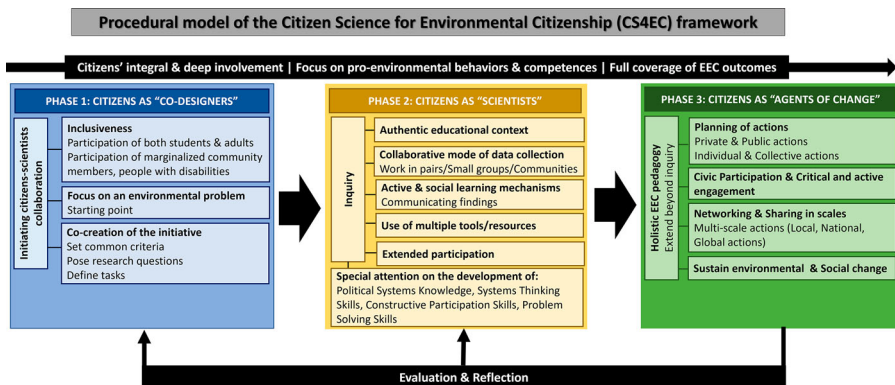 Procedural model of the Citizen Science for Environmental Citizenship (CS4EC) framework
Citizens' integral & deep involvement | Focus on pro-environmental behaviors & competences | Full coverage of EEC outcomes
PHASE 1: CITIZENS AS "CO-DESIGNERS"
Initiating citizens-scientists
collaboration
Inclusiveness
Participation of both students & adults
Participation of marginalized community
members, people with disabilities
Focus on an environmental problem
Starting point
Co-creation of the initiative
Set common criteria
Pose research questions
Define tasks
PHASE 2: CITIZENS AS "SCIENTISTS"
Inquiry
Authentic educational context
Collaborative mode of data collection
Work in pairs/Small groups/Communities
Active & social learning mechanisms
Communicating findings
Use of multiple tools/resources
Extended participation
Special attention on the development of:
Political Systems Knowledge, Systems Thinking
Skills, Constructive Participation Skills, Problem
Solving Skills
PHASE 3: CITIZENS AS "AGENTS OF CHANGE"
Holistic EEC pedagogy
Extend beyond inquiry
Planning of actions
Private & Public actions
Individual & Collective actions
Civic Participation & Critical and active
engagement
Networking & Sharing in scales
Multi-scale actions (Local, National,
Global actions)
Sustain environmental & Social change
Evaluation & Reflection